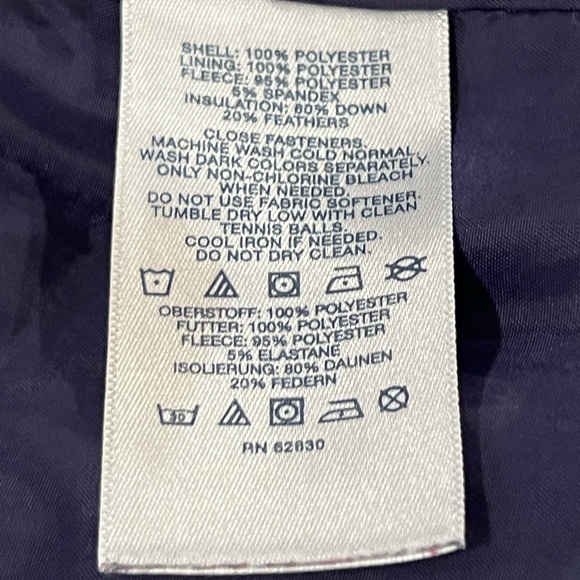 SHELL: 100% POLYESTER
LINING: 100% POLYESTER
FLEECE: 95% POLYESTER
5% SPANDEX
INSULATION: 80% DOWN
20% FEATHERS
CLOSE FASTENERS.
MACHINE WASH COLD NORMAL.
WASH DARK COLORS SEPARATELY.
ONLY NON-CHLORINE BLEACH
WHEN NEEDED.
DO NOT USE FABRIC SOFTENER.
TUMBLE DRY LOW WITH CLEAN
TENNIS BALLS.
COOL IRON IF NEEDED.
DO NOT DRY CLEAN.
OBERSTOFF: 100% POLYESTER
FUTTER: 100% POLYESTER
FLEECE: 95% POLYESTER
5% ELASTANE
ISOLIERUNG: 80% DAUNEN
20% FEDERN
30
RN 62830